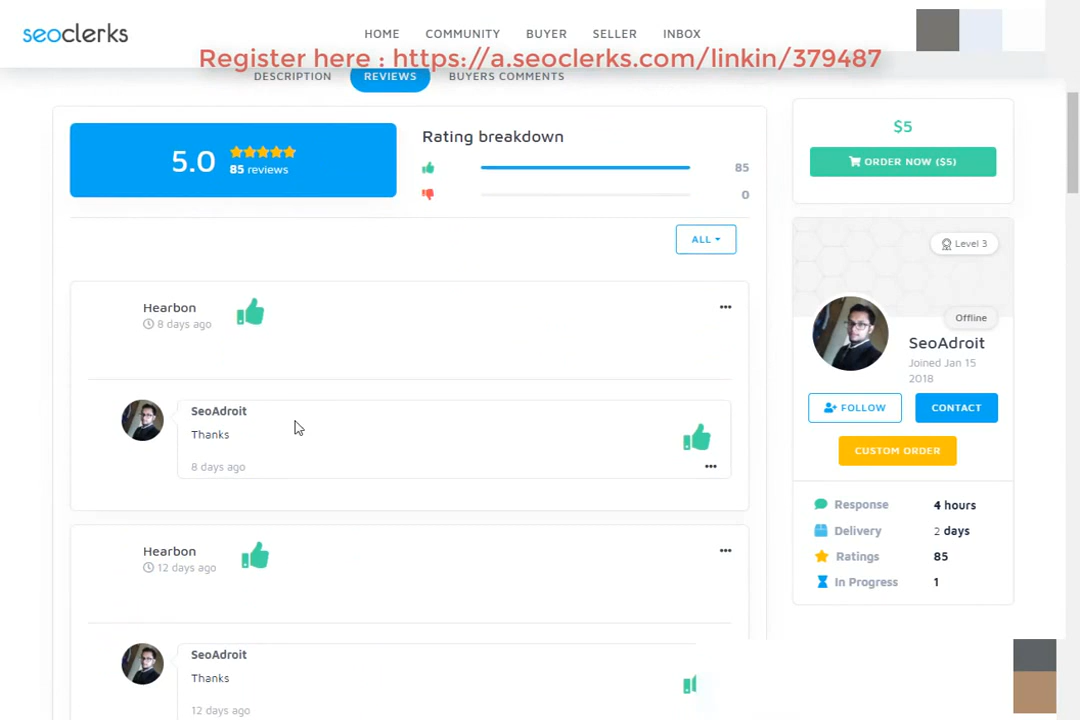 seoclerks
HOME COMMUNITY BUYER SELLER INBOX
Register here : https://a.seoclerks.com/linkin/379487
DESCRIPTION REVIEWS BUYERS COMMENTS
5.0
85 reviews
Rating breakdown
85
0
ALL
Hearbon
8 days ago
SeoAdroit
Thanks
8 days ago
Hearbon
12 days ago
SeoAdroit
Thanks
12 days ago
$5
ORDER NOW ($5)
Level 3
Offline
SeoAdroit
Joined Jan 15
2018
FOLLOW CONTACT
CUSTOM ORDER
Response 4 hours
Delivery 2 days
Ratings 85
In Progress 1